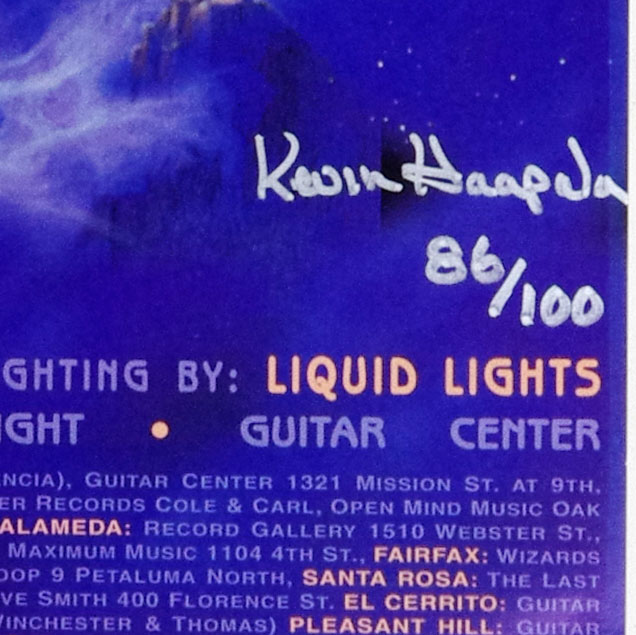 Kevin Haapala
86/100
GHTING BY: LIQUID LIGHTS
IGHT • GUITAR CENTER
NCIA), GUITAR CENTER 1321 MISSION ST. AT 9TH,
ER RECORDS COLE & CARL, OPEN MIND MUSIC OAK
ALAMEDA: RECORD GALLERY 1510 WEBSTER ST.,
MAXIMUM MUSIC 1104 4TH ST., FAIRFAX: WIZARDS
OOP 9 PETALUMA NORTH, SANTA ROSA: THE LAST
VE SMITH 400 FLORENCE ST. EL CERRITO: GUITAR
WINCHESTER & THOMAS) PLEASANT HILL: GUITAR